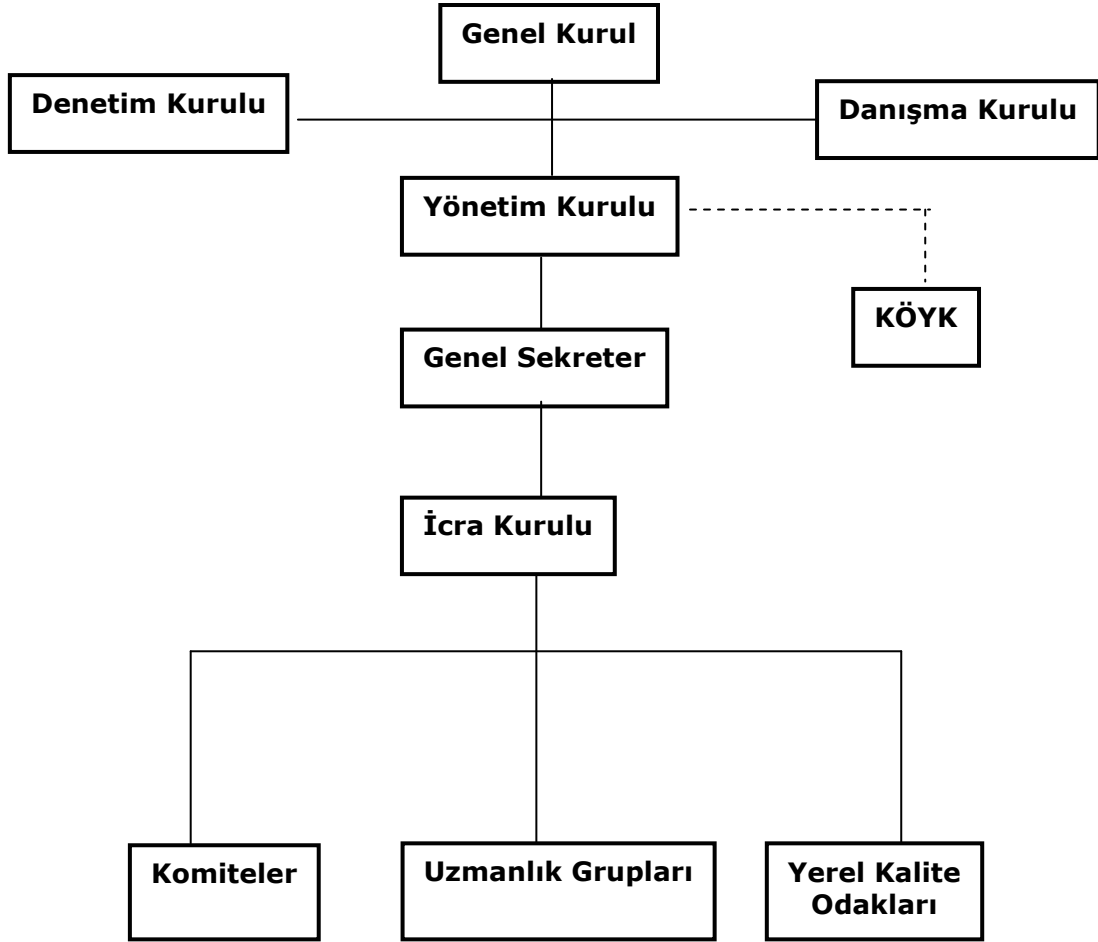 Genel Kurul
Denetim Kurulu
Danışma Kurulu
Yönetim Kurulu
KÖYK
Genel Sekreter
İcra Kurulu
Komiteler
Uzmanlık Grupları
Yerel Kalite
Odakları